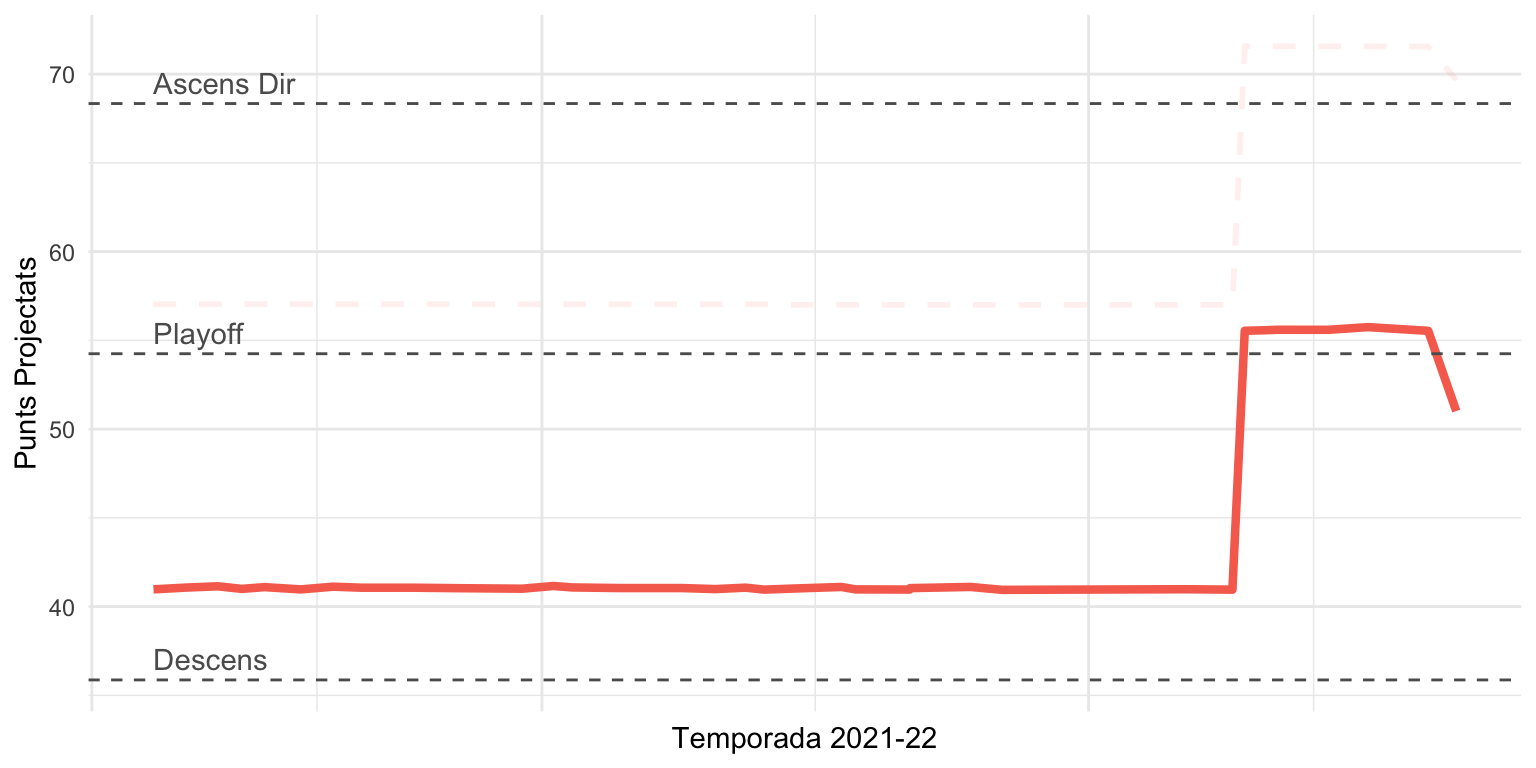 70
Ascens Dir
60
Playoff
50
40
Descens
Punts Projectats
Temporada 2021-22